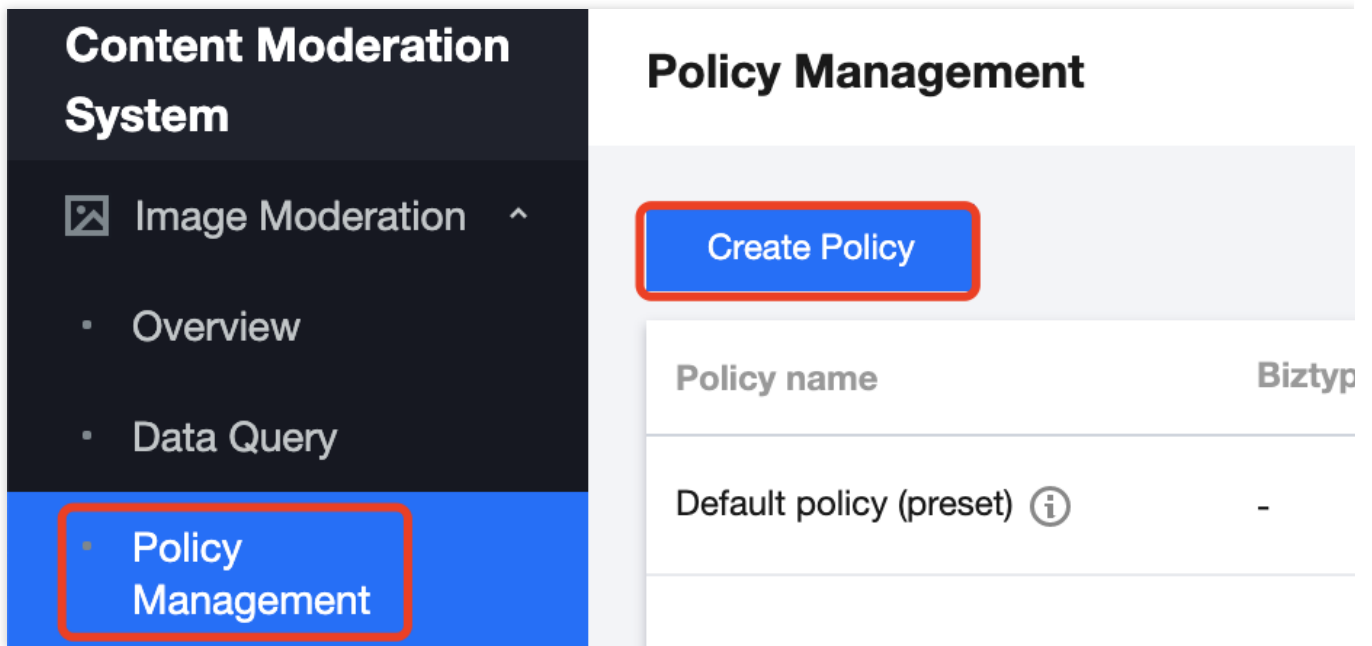 Content Moderation
System
Image Moderation
Overview
Data Query
Policy
Management
Policy Management
Create Policy
Policy name
Biztyp
Default policy (preset)
-